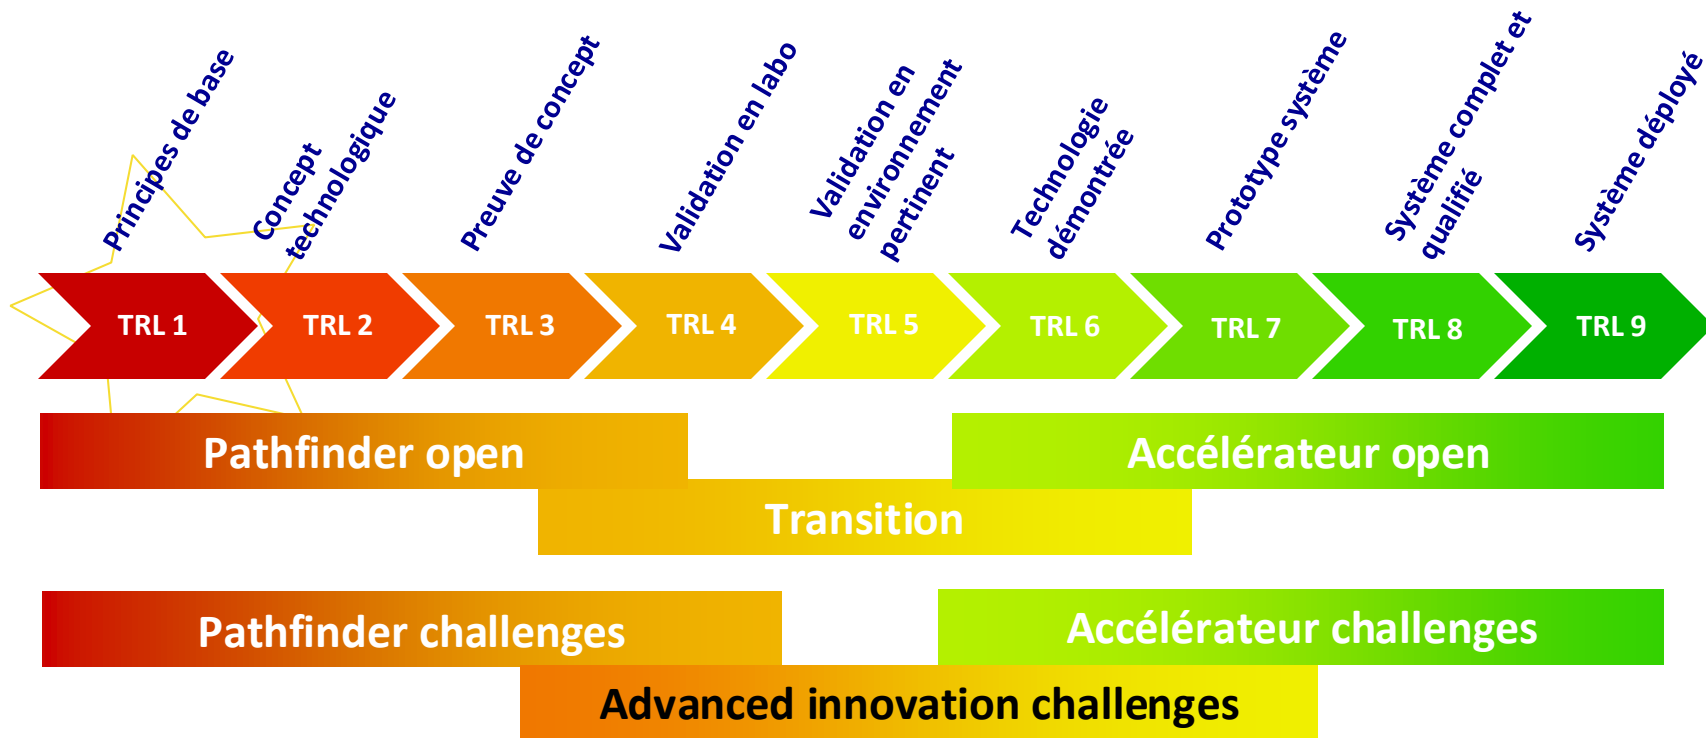 Principes de base
Concept
technologique
Preuve de concept
Validation en labo
Validation en
environnement
pertinent
Technologie
démontrée
Prototype système
Système complet et
qualifié
Système déployé
TRL 1
TRL 2
TRL 3
TRL 4
TRL 5
TRL 6
TRL 7
TRL 8
TRL 9
Pathfinder open
Accélérateur open
Transition
Pathfinder challenges
Accélérateur challenges
Advanced innovation challenges